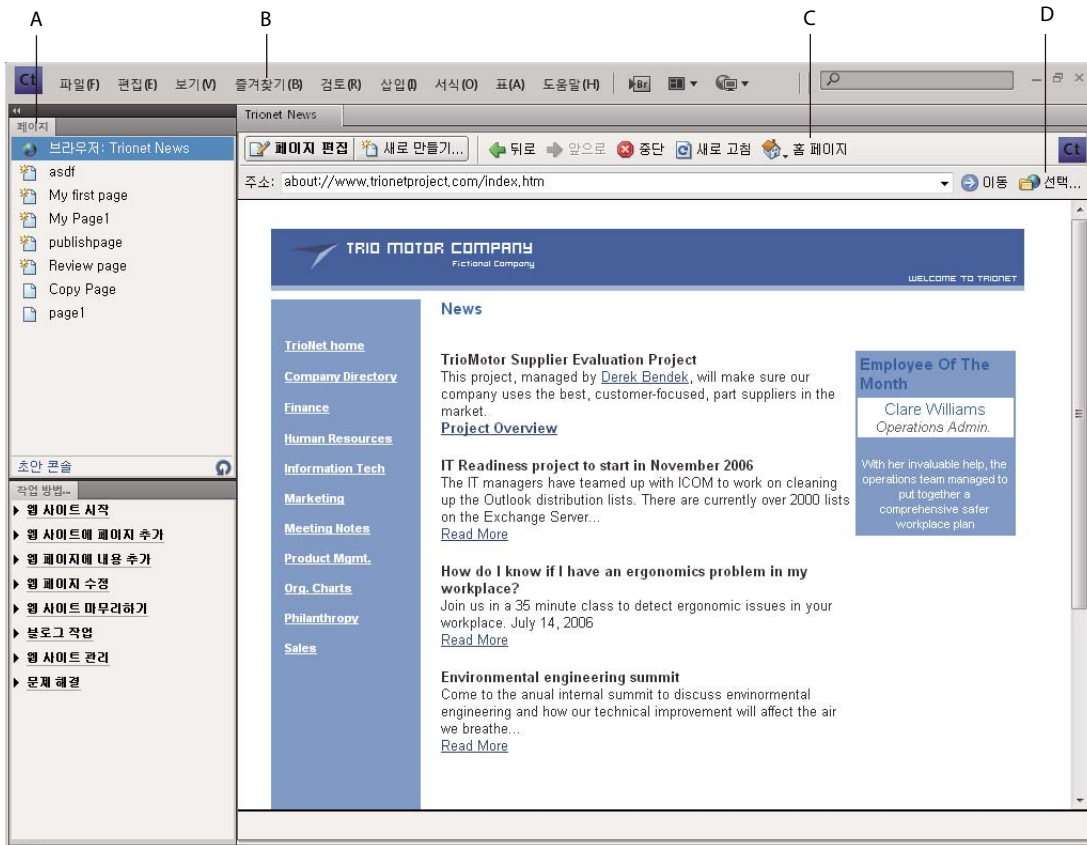 A B C D
Ct 파일(F) 편집(E) 보기(V) 즐겨찾기(B) 검토(R) 삽입(I) 서식(O) 표(A) 도움말(H) Br
페이지
브라우저: Trionet News
asdf
My first page
My Page1
publishpage
Review page
Copy Page
page1
초안 콘솔
작업 방법...
웹 사이트 시작
웹 사이트에 페이지 추가
웹 페이지에 내용 추가
웹 페이지 수정
웹 사이트 마무리하기
블로그 작업
웹 사이트 관리
문제 해결
Trionet News
페이지 편집 새로 만들기... 뒤로 앞으로 중단 새로 고침 홈 페이지 Ct
주소: about://www.trionetproject.com/index.htm 이동 선택...
TRIO MOTOR COMPANY
Fictional Company
WELCOME TO TRIONET
TrioNet home
Company Directory
Finance
Human Resources
Information Tech
Marketing
Meeting Notes
Product Mgmt.
Org. Charts
Philanthropy
Sales
News
TrioMotor Supplier Evaluation Project
This project, managed by Derek Bendek, will make sure our
company uses the best, customer-focused, part suppliers in the
market.
Project Overview
IT Readiness project to start in November 2006
The IT managers have teamed up with ICOM to work on cleaning
up the Outlook distribution lists. There are currently over 2000 lists
on the Exchange Server...
Read More
How do I know if I have an ergonomics problem in my
workplace?
Join us in a 35 minute class to detect ergonomic issues in your
workplace. July 14, 2006
Read More
Environmental engineering summit
Come to the anual internal summit to discuss envinormental
engineering and how our technical improvement will affect the air
we breathe...
Read More
Employee Of The
Month
Clare Williams
Operations Admin.
With her invaluable help, the
operations team managed to
put together a
comprehensive safer
workplace plan